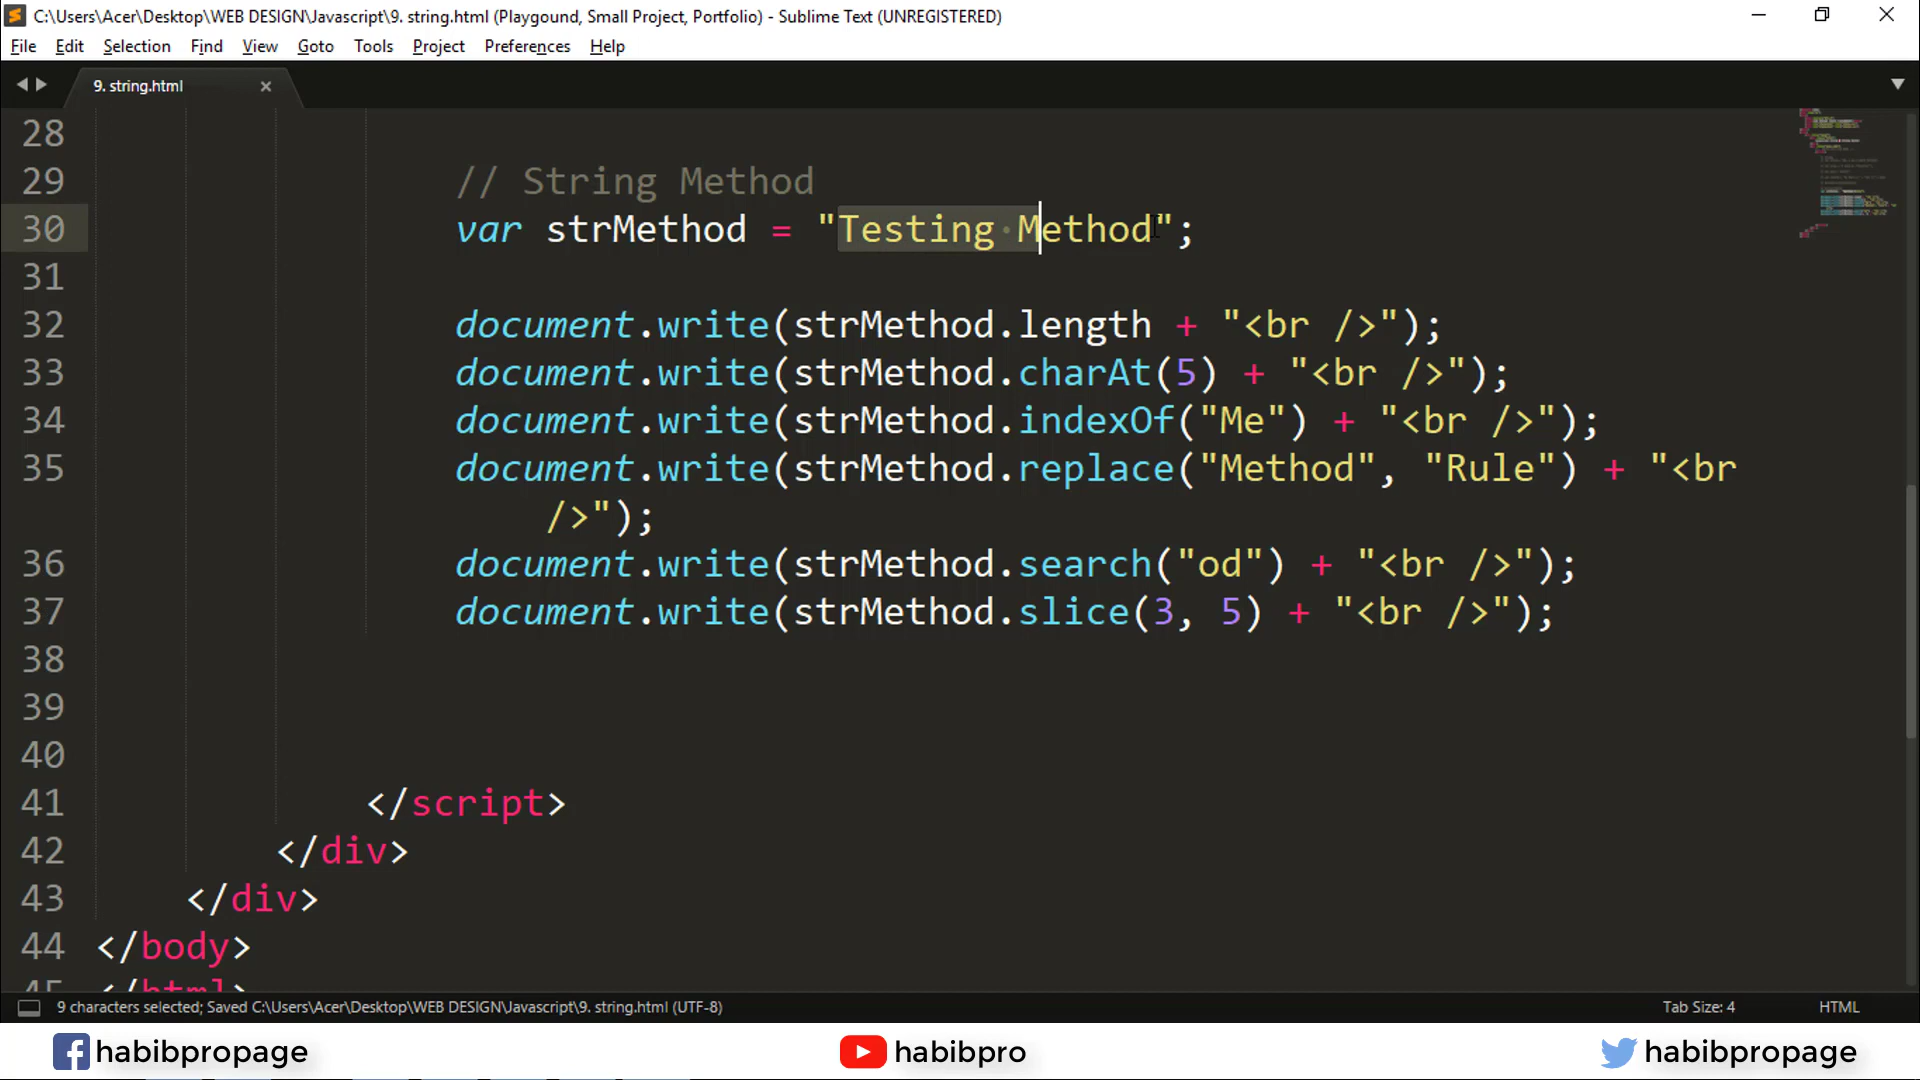 C:\Users\Acer\Desktop\WEB DESIGN\Javascript\9. string.html (Playgound, Small Project, Portfolio) - Sublime Text (UNREGISTERED)
File Edit Selection Find View Goto Tools Project Preferences Help
9. string.html
28
29 // String Method
30 var strMethod = "Testing Method";
31
32 document.write(strMethod.length + "<br />");
33 document.write(strMethod.charAt(5) + "<br />");
34 document.write(strMethod.indexOf("Me") + "<br />");
35 document.write(strMethod.replace("Method", "Rule") + "<br
/>");
36 document.write(strMethod.search("od") + "<br />");
37 document.write(strMethod.slice(3, 5) + "<br />");
38
39
40
41 </script>
42 </div>
43 </div>
44 </body>
45 </html>
9 characters selected; Saved C:\Users\Acer\Desktop\WEB DESIGN\Javascript\9. string.html (UTF-8) Tab Size: 4 HTML
habibpropage habibpro habibpropage